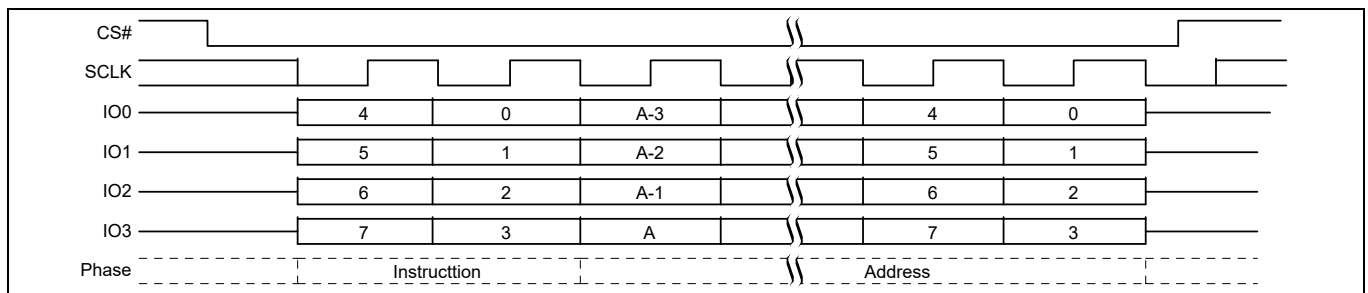 CS#
SCLK
IO0 4 0 A-3 4 0
IO1 5 1 A-2 5 1
IO2 6 2 A-1 6 2
IO3 7 3 A 7 3
Phase Instructtion Address